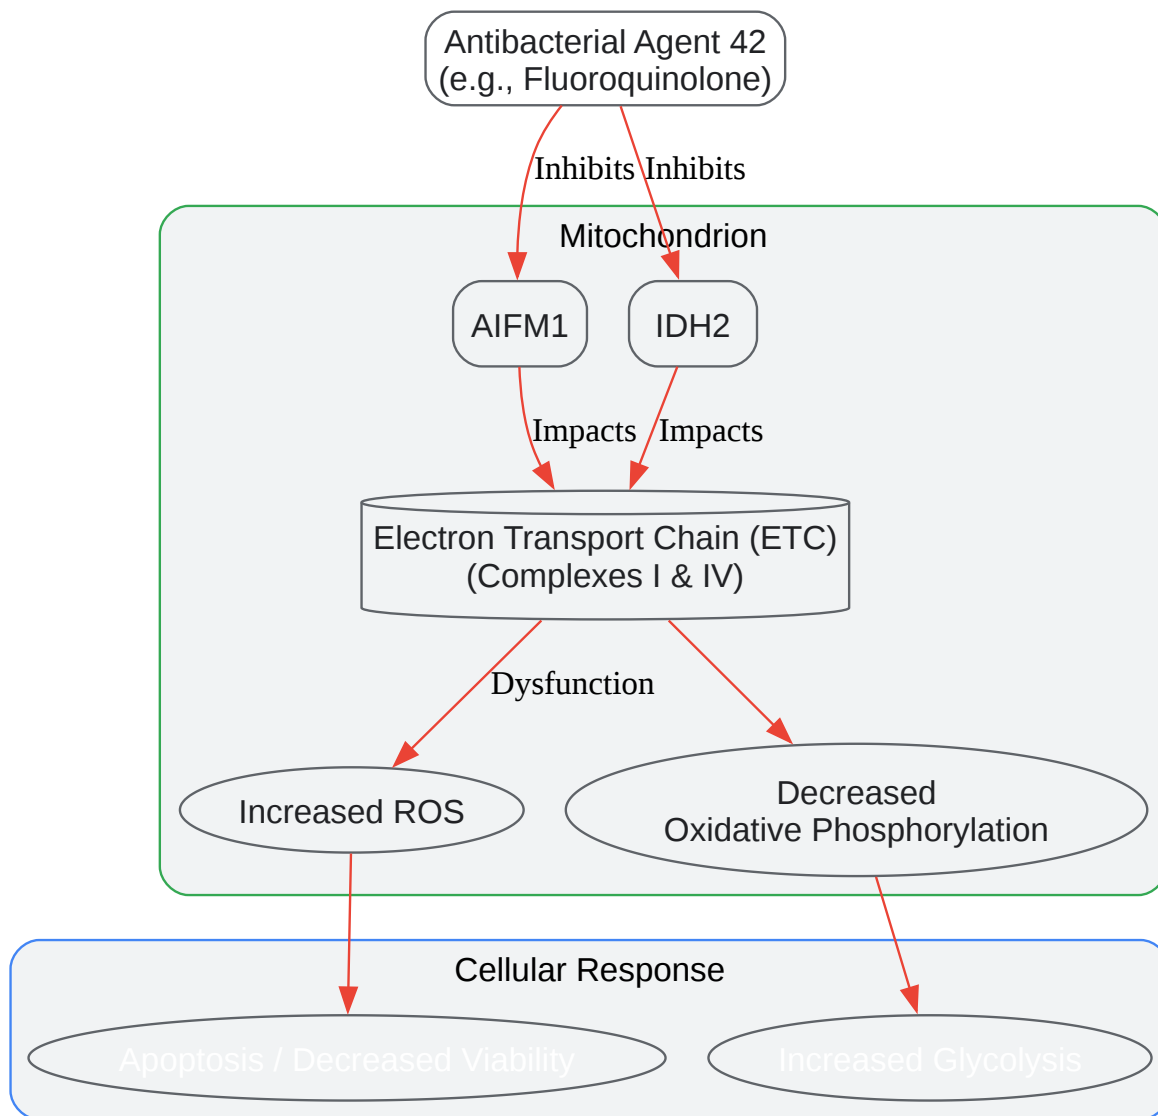 Antibacterial Agent 42
(e.g., Fluoroquinolone)
Inhibits
Inhibits
Mitochondrion
AIFM1
IDH2
Impacts
Impacts
Electron Transport Chain (ETC)
(Complexes I & IV)
Dysfunction
Increased ROS
Decreased
Oxidative Phosphorylation
Cellular Response
Apoptosis / Decreased Viability
Increased Glycolysis